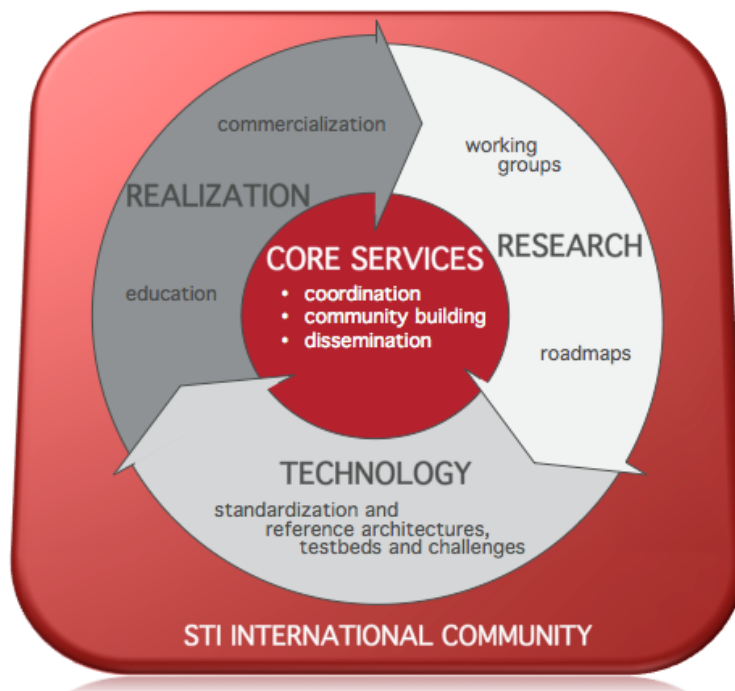 commercialization
working
groups
REALIZATION
RESEARCH
CORE SERVICES
• coordination
• community building
• dissemination
education
roadmaps
TECHNOLOGY
standardization and
reference architectures,
testbeds and challenges
STI INTERNATIONAL COMMUNITY